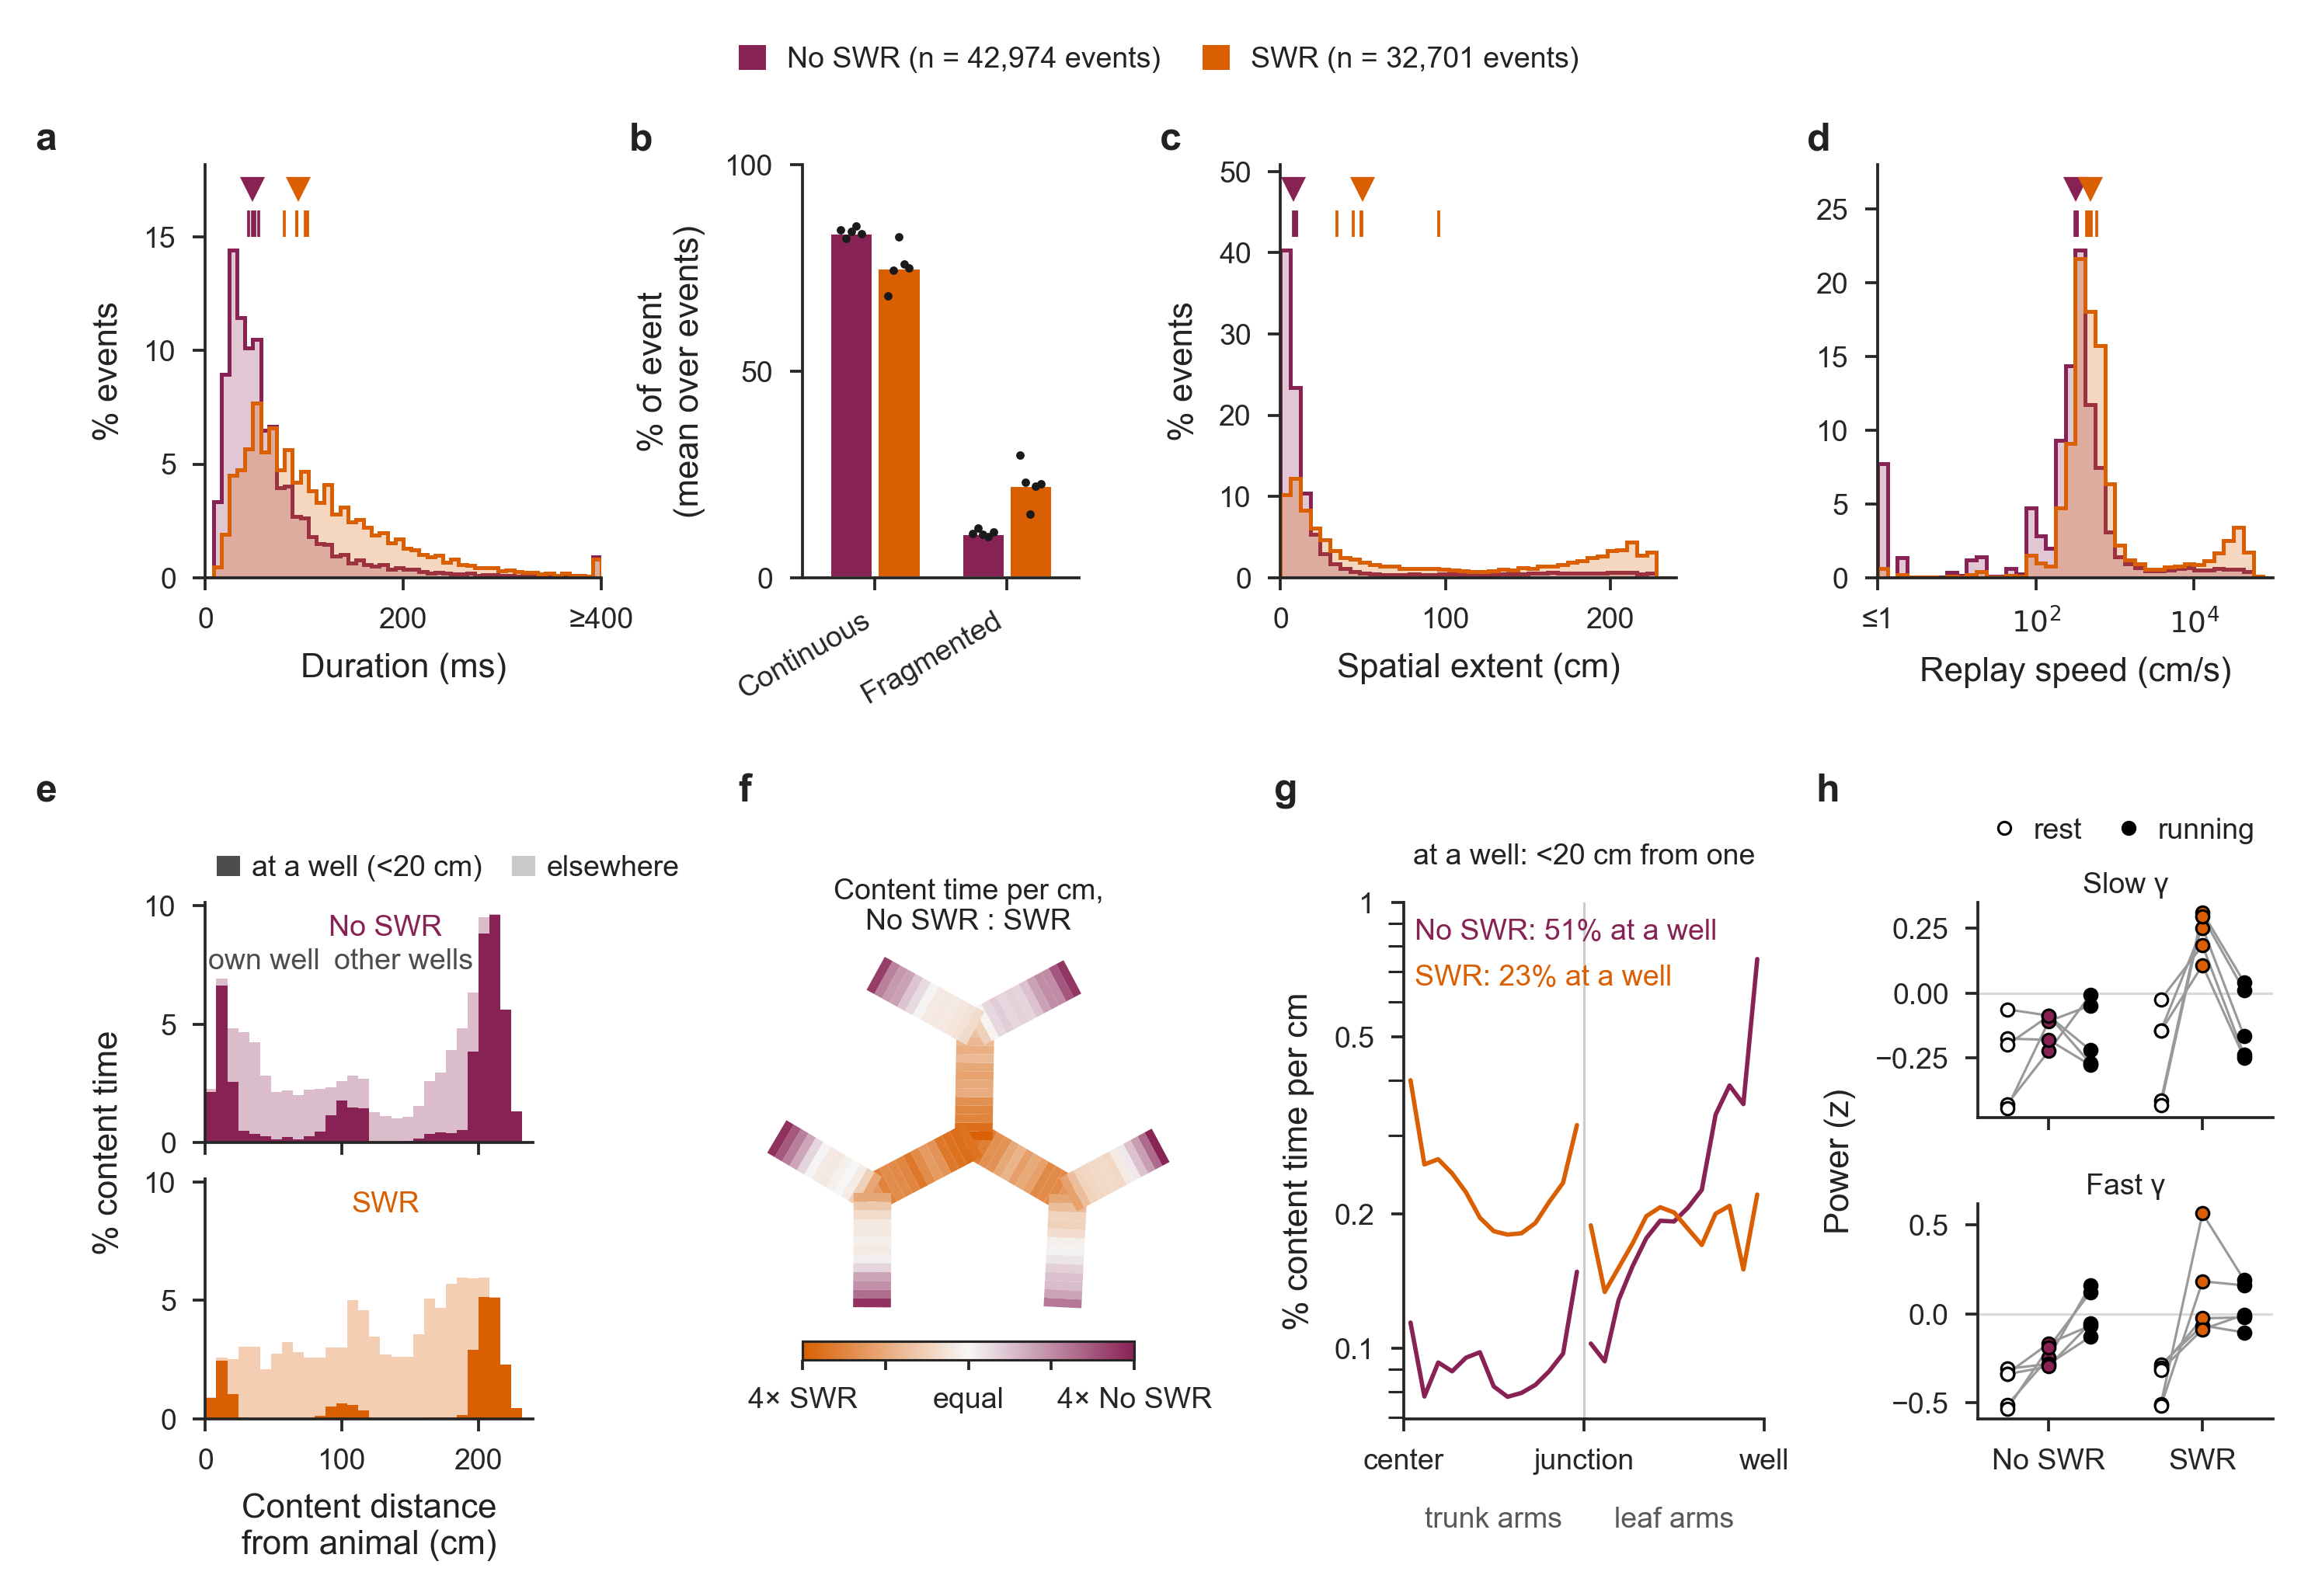 No SWR (n = 42,974 events)
SWR (n = 32,701 events)
a
% events
15
10
5
0
0
200
≥400
Duration (ms)
b
% of event
(mean over events)
100
50
0
Continuous
Fragmented
c
% events
50
40
30
20
10
0
0
100
200
Spatial extent (cm)
d
25
20
15
10
5
0
≤1
10²
10⁴
Replay speed (cm/s)
e
at a well (<20 cm)
elsewhere
% content time
10
5
0
No SWR
own well
other wells
10
5
0
SWR
0
100
200
Content distance
from animal (cm)
f
Content time per cm,
No SWR : SWR
4× SWR
equal
4× No SWR
g
at a well: <20 cm from one
No SWR: 51% at a well
SWR: 23% at a well
% content time per cm
1
0.5
0.2
0.1
center
junction
well
trunk arms
leaf arms
h
rest
running
Power (z)
Slow γ
0.25
0.00
−0.25
Fast γ
0.5
0.0
−0.5
No SWR
SWR